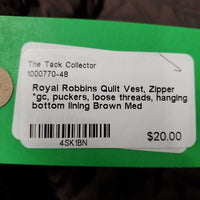 The Tack Collector
1000770-48
Royal Robbins Quilt Vest, Zipper
*gc, puckers, loose threads, hanging
bottom lining Brown Med
4SK1BN
$20.00